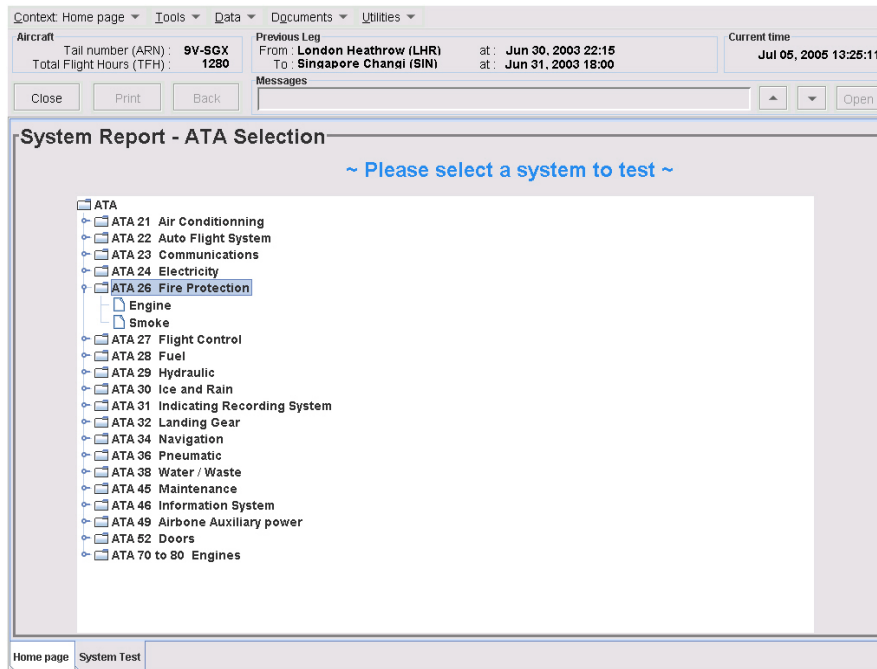 Context: Home page Tools Data Documents Utilities
Aircraft
Tail number (ARN) : 9V-SGX
Total Flight Hours (TFH) : 1280
Previous Leg
From : London Heathrow (LHR) at : Jun 30, 2003 22:15
To : Singapore Changi (SIN) at : Jun 31, 2003 18:00
Current time
Jul 05, 2005 13:25:11
Close Print Back
Messages
Open
System Report - ATA Selection
~ Please select a system to test ~
ATA
ATA 21 Air Conditionning
ATA 22 Auto Flight System
ATA 23 Communications
ATA 24 Electricity
ATA 26 Fire Protection
Engine
Smoke
ATA 27 Flight Control
ATA 28 Fuel
ATA 29 Hydraulic
ATA 30 Ice and Rain
ATA 31 Indicating Recording System
ATA 32 Landing Gear
ATA 34 Navigation
ATA 36 Pneumatic
ATA 38 Water / Waste
ATA 45 Maintenance
ATA 46 Information System
ATA 49 Airbone Auxiliary power
ATA 52 Doors
ATA 70 to 80 Engines
Home page System Test